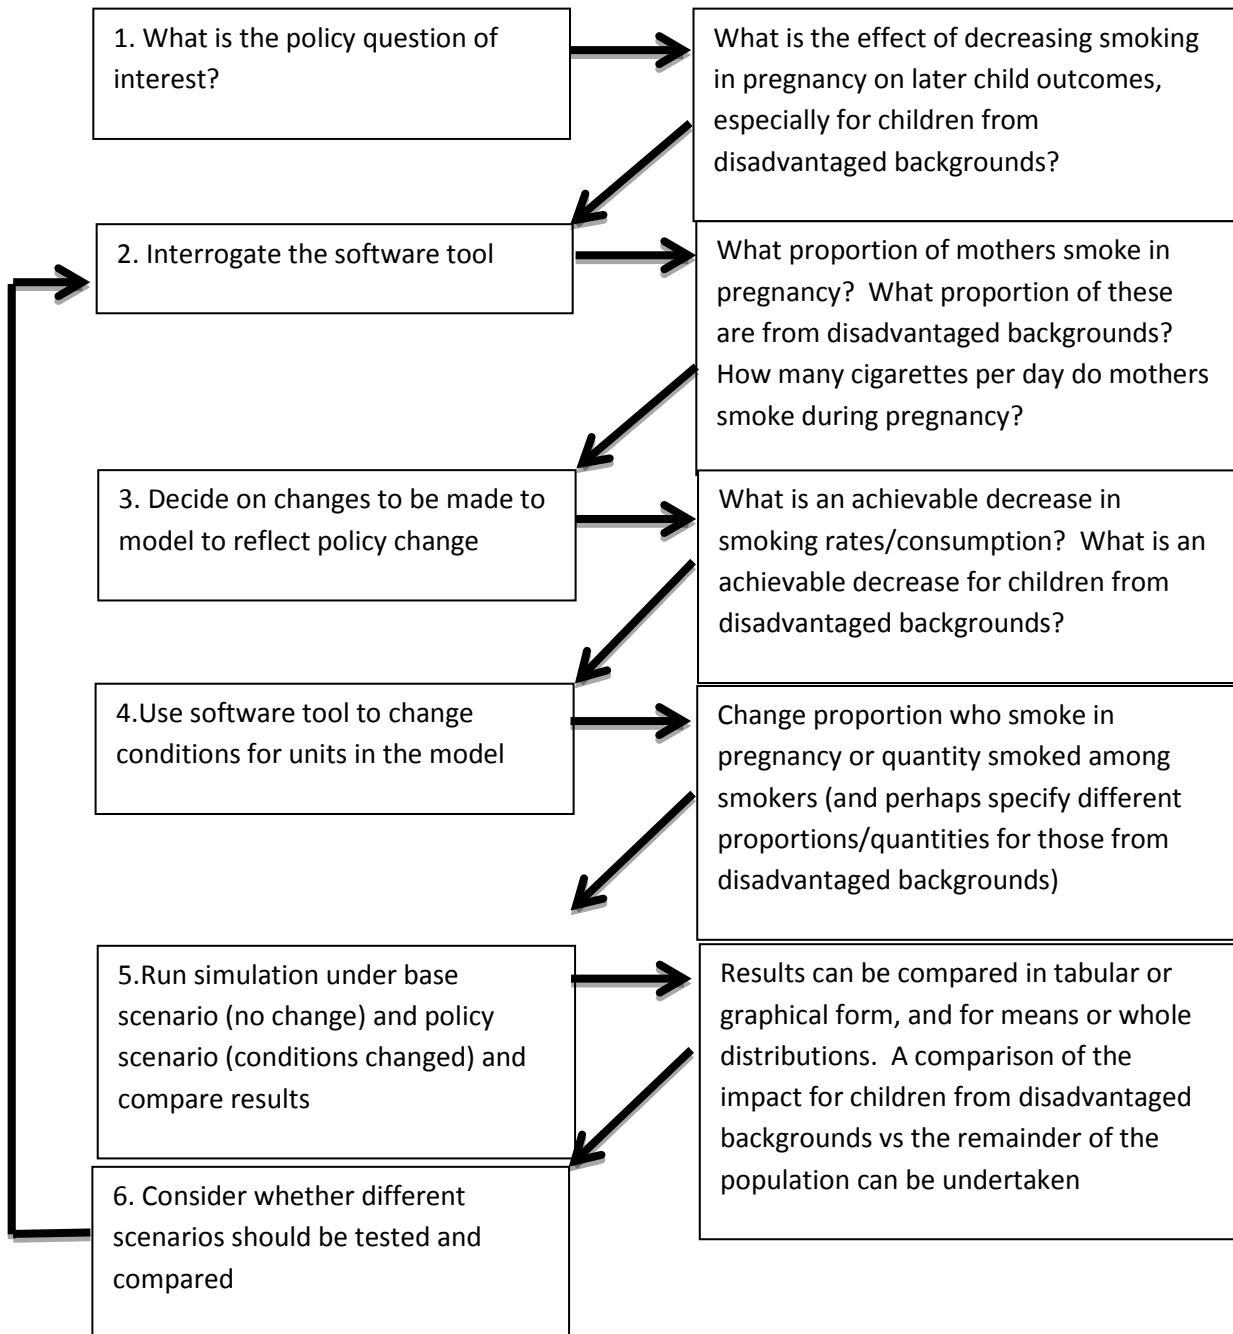 1. What is the policy question of
interest?
What is the effect of decreasing smoking
in pregnancy on later child outcomes,
especially for children from
disadvantaged backgrounds?
2. Interrogate the software tool
What proportion of mothers smoke in
pregnancy?  What proportion of these
are from disadvantaged backgrounds?
How many cigarettes per day do mothers
smoke during pregnancy?
3. Decide on changes to be made to
model to reflect policy change
What is an achievable decrease in
smoking rates/consumption?  What is an
achievable decrease for children from
disadvantaged backgrounds?
4.Use software tool to change
conditions for units in the model
Change proportion who smoke in
pregnancy or quantity smoked among
smokers (and perhaps specify different
proportions/quantities for those from
disadvantaged backgrounds)
5.Run simulation under base
scenario (no change) and policy
scenario (conditions changed) and
compare results
Results can be compared in tabular or
graphical form, and for means or whole
distributions.  A comparison of the
impact for children from disadvantaged
backgrounds vs the remainder of the
population can be undertaken
6. Consider whether different
scenarios should be tested and
compared